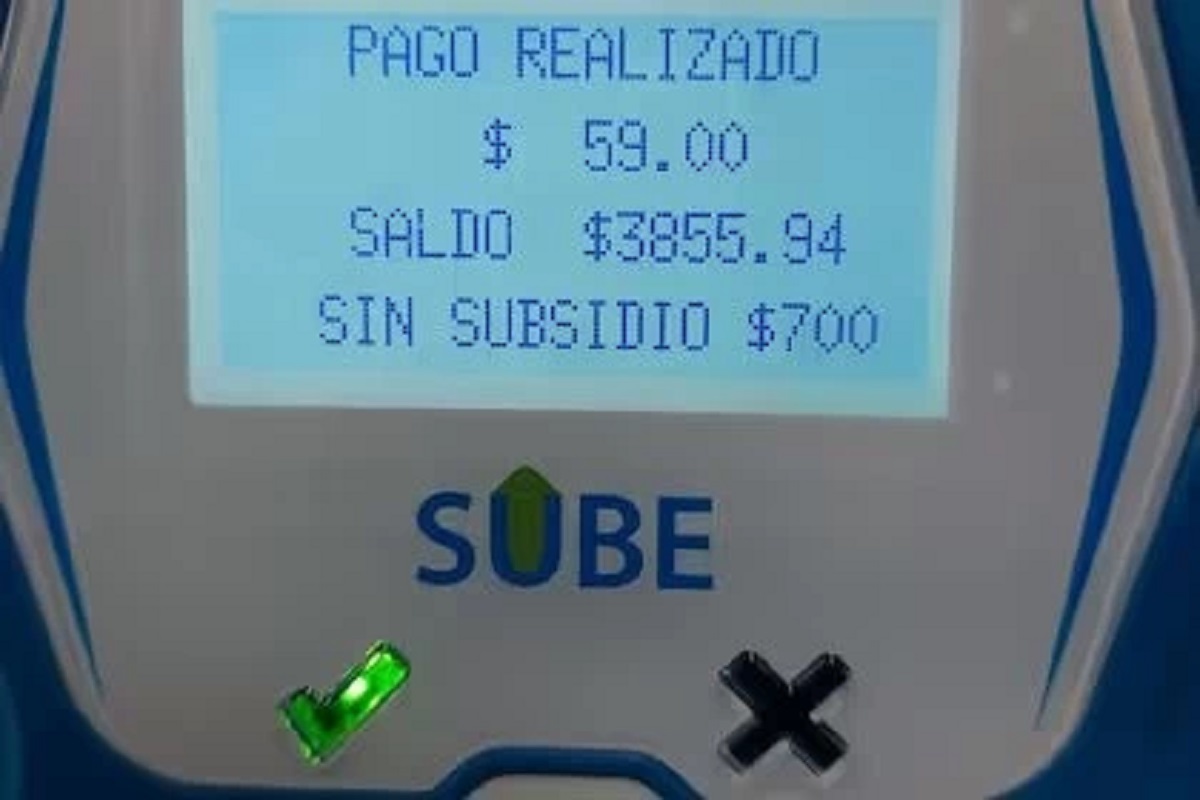 PAGO REALIZADO
$ 59.00
SALDO $3855.94
SIN SUBSIDIO $700
SUBE